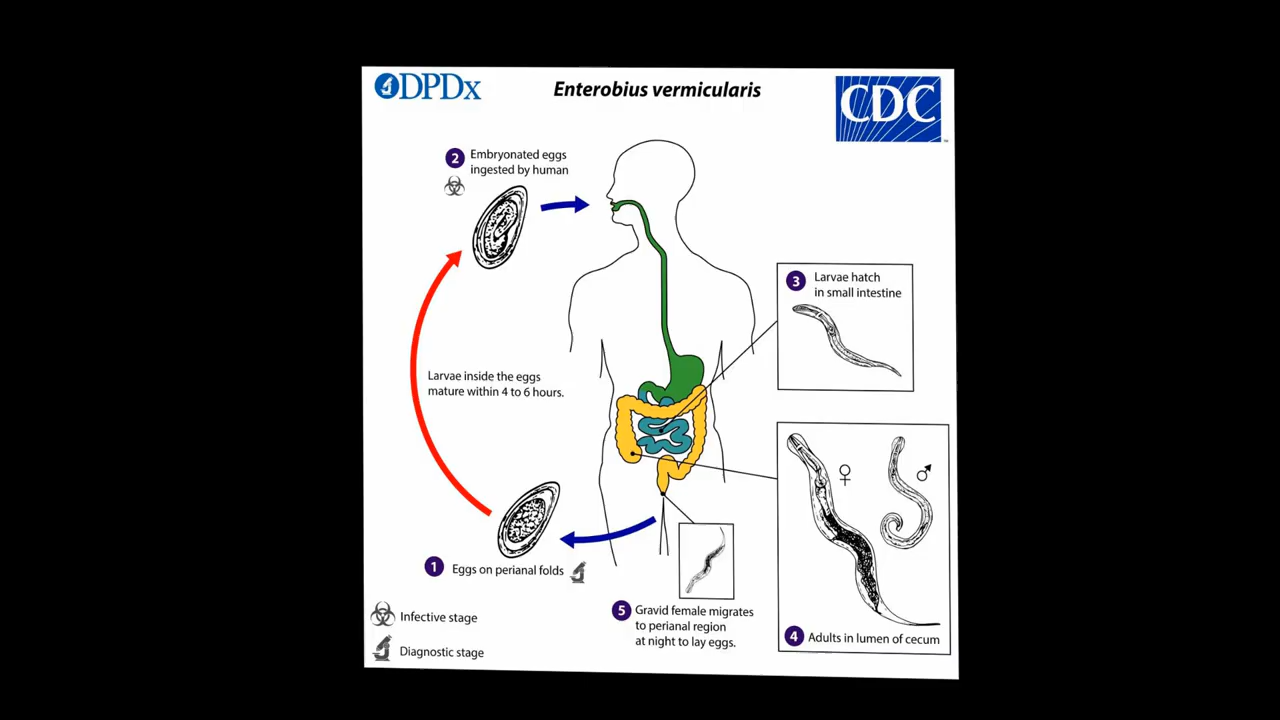 DPDx
Enterobius vermicularis
CDC
2
Embryonated eggs
ingested by human
3
Larvae hatch
in small intestine
Larvae inside the eggs
mature within 4 to 6 hours.
1
Eggs on perianal folds
5
Gravid female migrates
to perianal region
at night to lay eggs.
4
Adults in lumen of cecum
Infective stage
Diagnostic stage